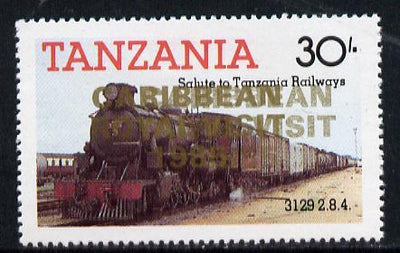 TANZANIA 30/-
Salute to Tanzania Railways
CARIBBEAN
ROYAL VISIT
1985
3129 2.8.4.